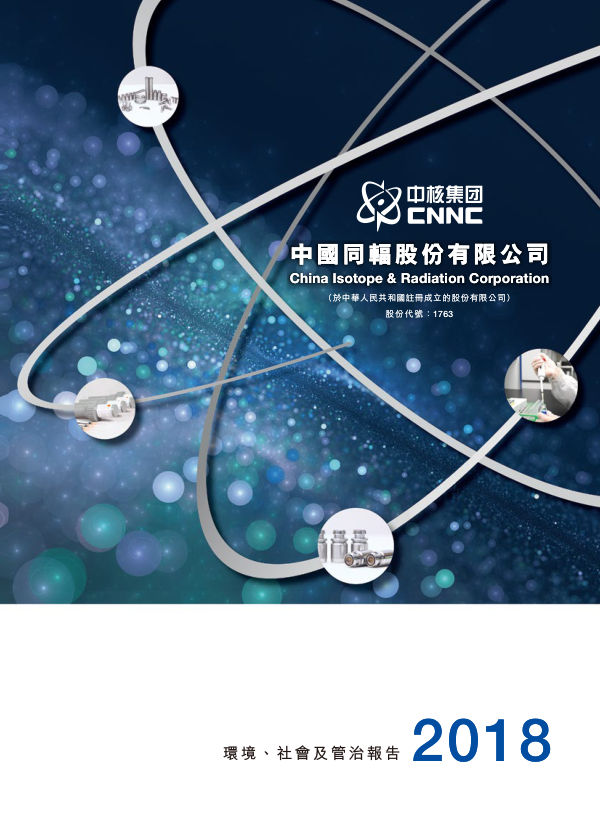 中核集团
CNNC
中國同輻股份有限公司
China Isotope & Radiation Corporation
（於中華人民共和國註冊成立的股份有限公司）
股份代號：1763
環境、社會及管治報告 2018